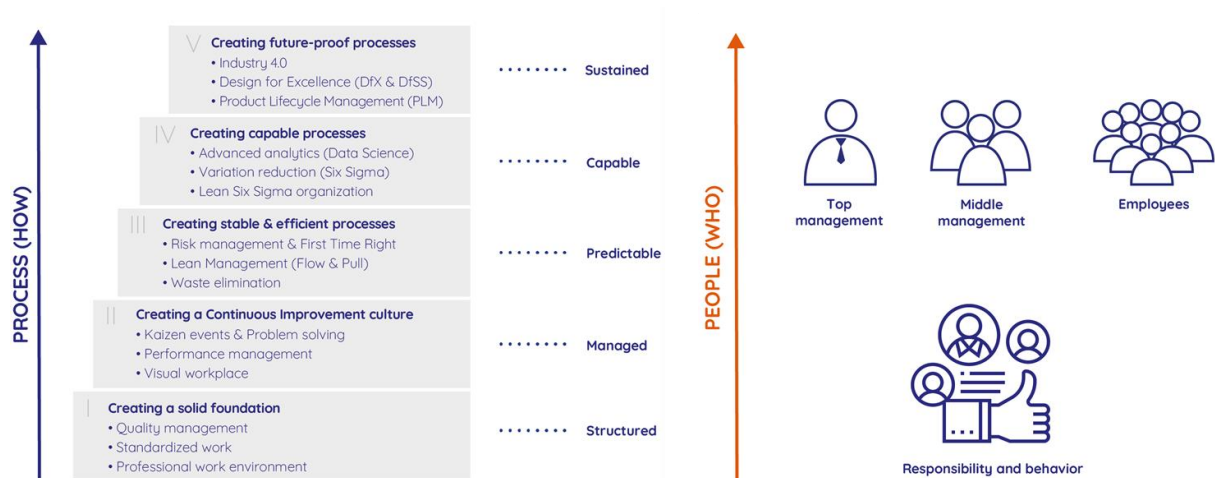 PROCESS (HOW)
V
Creating future-proof processes
• Industry 4.0
• Design for Excellence (DfX & DfSS)
• Product Lifecycle Management (PLM)
Sustained
IV
Creating capable processes
• Advanced analytics (Data Science)
• Variation reduction (Six Sigma)
• Lean Six Sigma organization
Capable
III
Creating stable & efficient processes
• Risk management & First Time Right
• Lean Management (Flow & Pull)
• Waste elimination
Predictable
II
Creating a Continuous Improvement culture
• Kaizen events & Problem solving
• Performance management
• Visual workplace
Managed
I
Creating a solid foundation
• Quality management
• Standardized work
• Professional work environment
Structured
PEOPLE (WHO)
Top
management
Middle
management
Employees
Responsibility and behavior